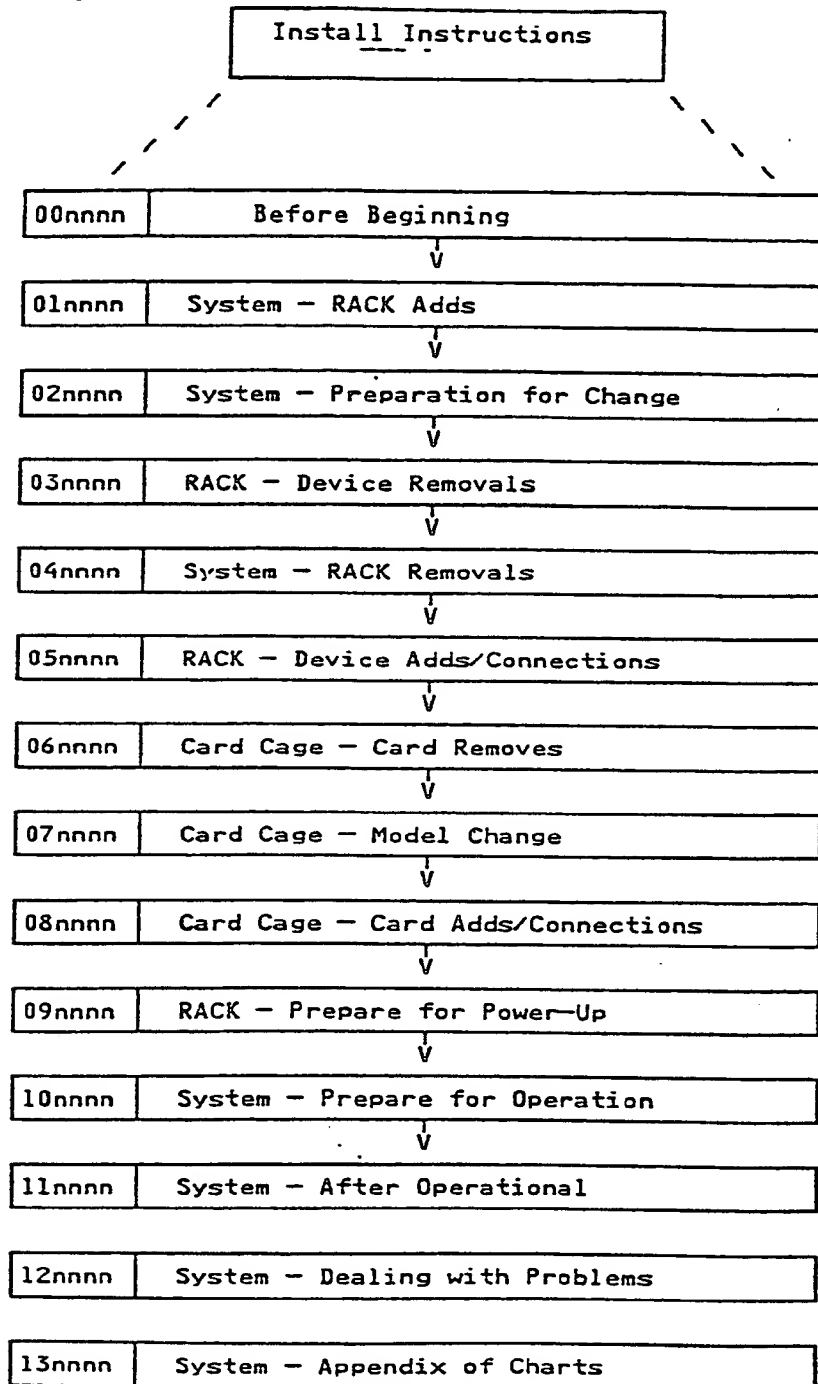 Install Instructions
00nnnn Before Beginning
V
01nnnn System — RACK Adds
V
02nnnn System — Preparation for Change
V
03nnnn RACK — Device Removals
V
04nnnn System — RACK Removals
V
05nnnn RACK — Device Adds/Connections
V
06nnnn Card Cage — Card Removes
V
07nnnn Card Cage — Model Change
V
08nnnn Card Cage — Card Adds/Connections
V
09nnnn RACK — Prepare for Power—Up
V
10nnnn System — Prepare for Operation
V
11nnnn System — After Operational
12nnnn System — Dealing with Problems
13nnnn System — Appendix of Charts